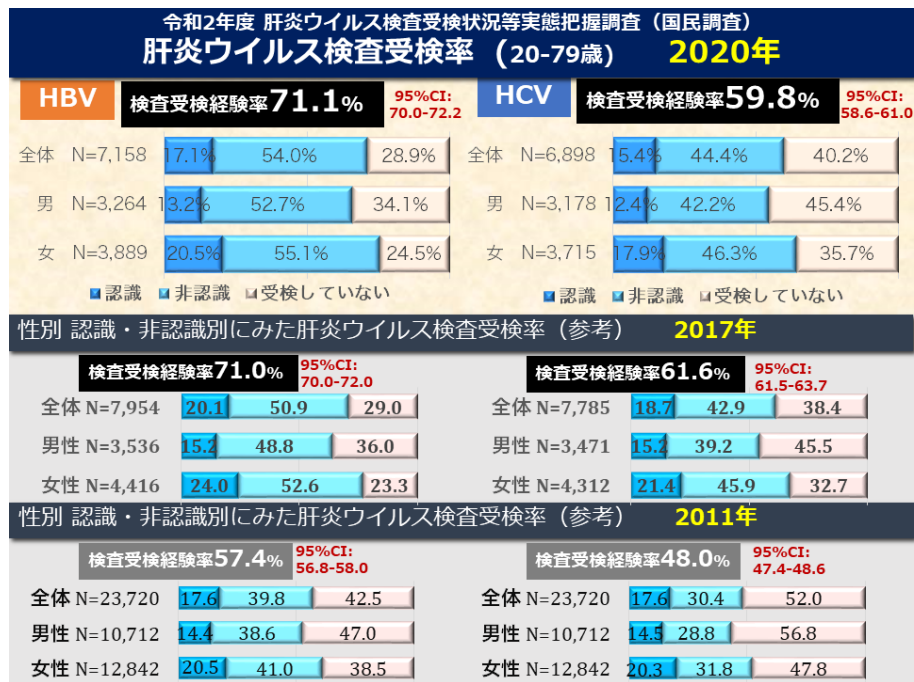 令和2年度 肝炎ウイルス検査受検状況等実態把握調査（国民調査）
肝炎ウイルス検査受検率（20-79歳） 2020年
HBV 検査受検経験率71.1% 95%CI: 70.0-72.2
全体 N=7,158 17.1% 54.0% 28.9%
男 N=3,264 13.2% 52.7% 34.1%
女 N=3,889 20.5% 55.1% 24.5%
認識 非認識 受検していない
HCV 検査受検経験率59.8% 95%CI: 58.6-61.0
全体 N=6,898 15.4% 44.4% 40.2%
男 N=3,178 12.4% 42.2% 45.4%
女 N=3,715 17.9% 46.3% 35.7%
認識 非認識 受検していない
性別 認識・非認識別にみた肝炎ウイルス検査受検率（参考） 2017年
検査受検経験率71.0% 95%CI: 70.0-72.0
全体 N=7,954 20.1 50.9 29.0
男性 N=3,536 15.2 48.8 36.0
女性 N=4,416 24.0 52.6 23.3
検査受検経験率61.6% 95%CI: 61.5-63.7
全体 N=7,785 18.7 42.9 38.4
男性 N=3,471 15.2 39.2 45.5
女性 N=4,312 21.4 45.9 32.7
性別 認識・非認識別にみた肝炎ウイルス検査受検率（参考） 2011年
検査受検経験率57.4% 95%CI: 56.8-58.0
全体 N=23,720 17.6 39.8 42.5
男性 N=10,712 14.4 38.6 47.0
女性 N=12,842 20.5 41.0 38.5
検査受検経験率48.0% 95%CI: 47.4-48.6
全体 N=23,720 17.6 30.4 52.0
男性 N=10,712 14.5 28.8 56.8
女性 N=12,842 20.3 31.8 47.8